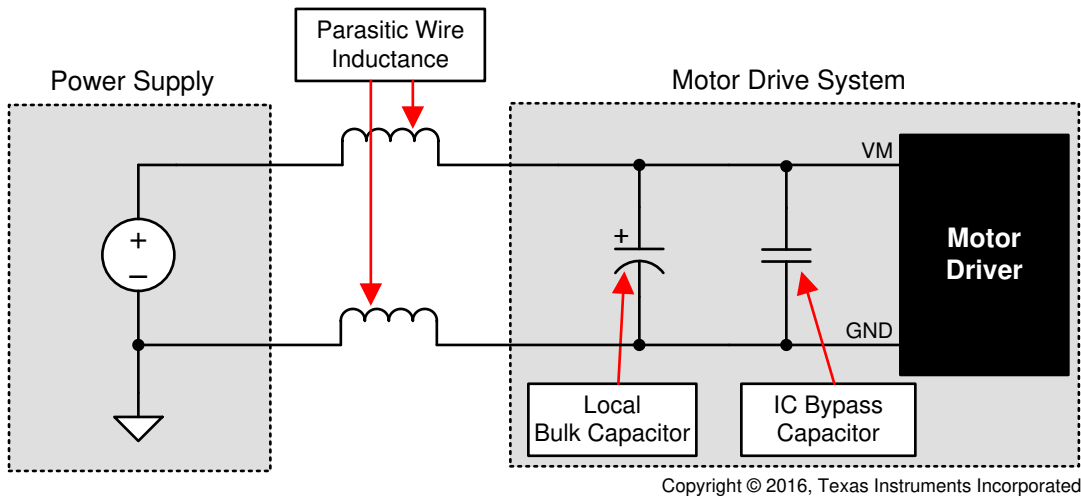 Parasitic Wire
Inductance
Power Supply
Motor Drive System
VM
+
–
+
Motor
Driver
GND
Local
Bulk Capacitor
IC Bypass
Capacitor
Copyright © 2016, Texas Instruments Incorporated